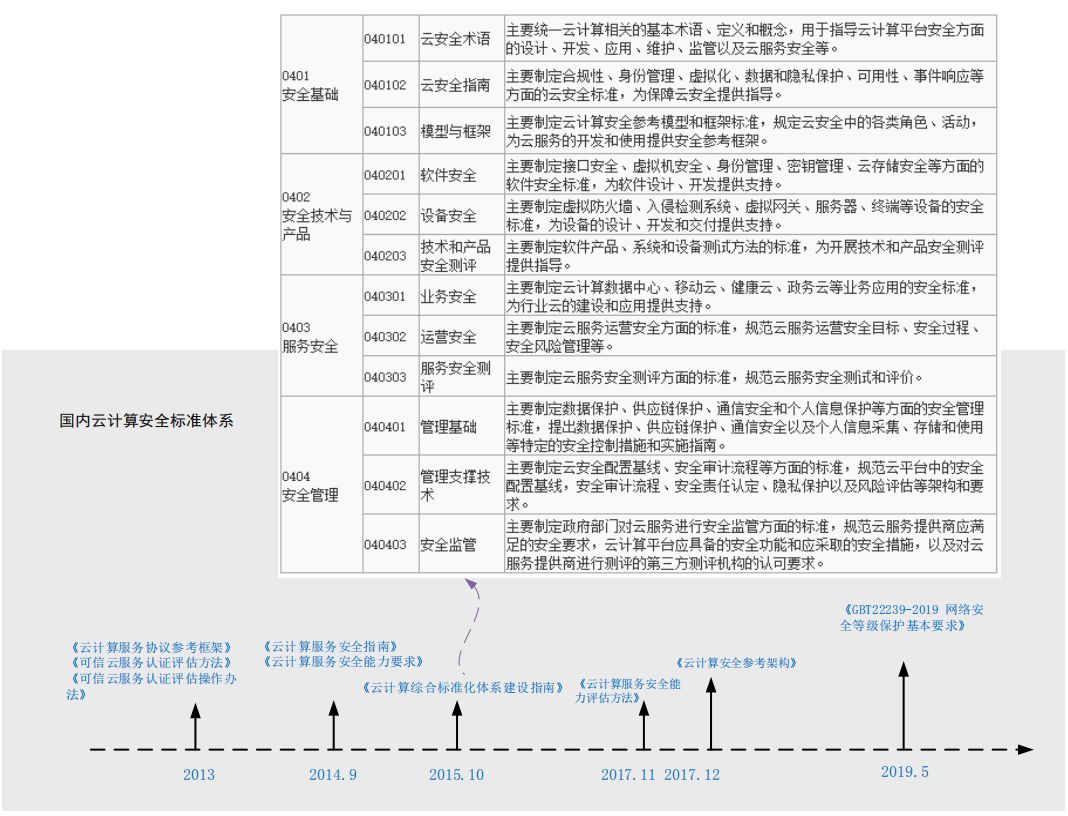 0401
安全基础
040101
云安全术语
主要统一云计算相关的基本术语、定义和概念，用于指导云计算平台安全方面
的设计、开发、应用、维护、监管以及云服务安全等。
040102
云安全指南
主要制定合规性、身份管理、虚拟化、数据和隐私保护、可用性、事件响应等
方面的云安全标准，为保障云安全提供指导。
040103
模型与框架
主要制定云计算安全参考模型和框架标准，规定云安全中的各类角色、活动，
为云服务的开发和使用提供安全参考框架。
0402
安全技术与
产品
040201
软件安全
主要制定接口安全、虚拟机安全、身份管理、密钥管理、云存储安全等方面的
软件安全标准，为软件设计、开发提供支持。
040202
设备安全
主要制定虚拟防火墙、入侵检测系统、虚拟网关、服务器、终端等设备的安全
标准，为设备的设计、开发和交付提供支持。
040203
技术和产品
安全测评
主要制定软件产品、系统和设备测试方法的标准，为开展技术和产品安全测评
提供指导。
0403
服务安全
040301
业务安全
主要制定云计算数据中心、移动云、健康云、政务云等业务应用的安全标准，
为行业云的建设和应用提供支持。
040302
运营安全
主要制定云服务运营安全方面的标准，规范云服务运营安全目标、安全过程、
安全风险管理等。
040303
服务安全测
评
主要制定云服务安全测评方面的标准，规范云服务安全测试和评价。
0404
安全管理
040401
管理基础
主要制定数据保护、供应链保护、通信安全和个人信息保护等方面的安全管理
标准，提出数据保护、供应链保护、通信安全以及个人信息采集、存储和使用
等特定的安全控制措施和实施指南。
040402
管理支撑技
术
主要制定云安全配置基线、安全审计流程等方面的标准，规范云平台中的安全
配置基线，安全审计流程、安全责任认定、隐私保护以及风险评估等架构和要
求。
040403
安全监管
主要制定政府部门对云服务进行安全监管方面的标准，规范云服务提供商应满
足的安全要求，云计算平台应具备的安全功能和应采取的安全措施，以及对云
服务提供商进行测评的第三方测评机构的认可要求。
国内云计算安全标准体系
《云计算服务协议参考框架》
《可信云服务认证评估方法》
《可信云服务认证评估操作办
法》
《云计算服务安全指南》
《云计算服务安全能力要求》
《云计算综合标准化体系建设指南》
《云计算服务安全能
力评估方法》
《云计算安全参考架构》
《GBT22239-2019 网络安
全等级保护基本要求》
2013
2014.9
2015.10
2017.11
2017.12
2019.5